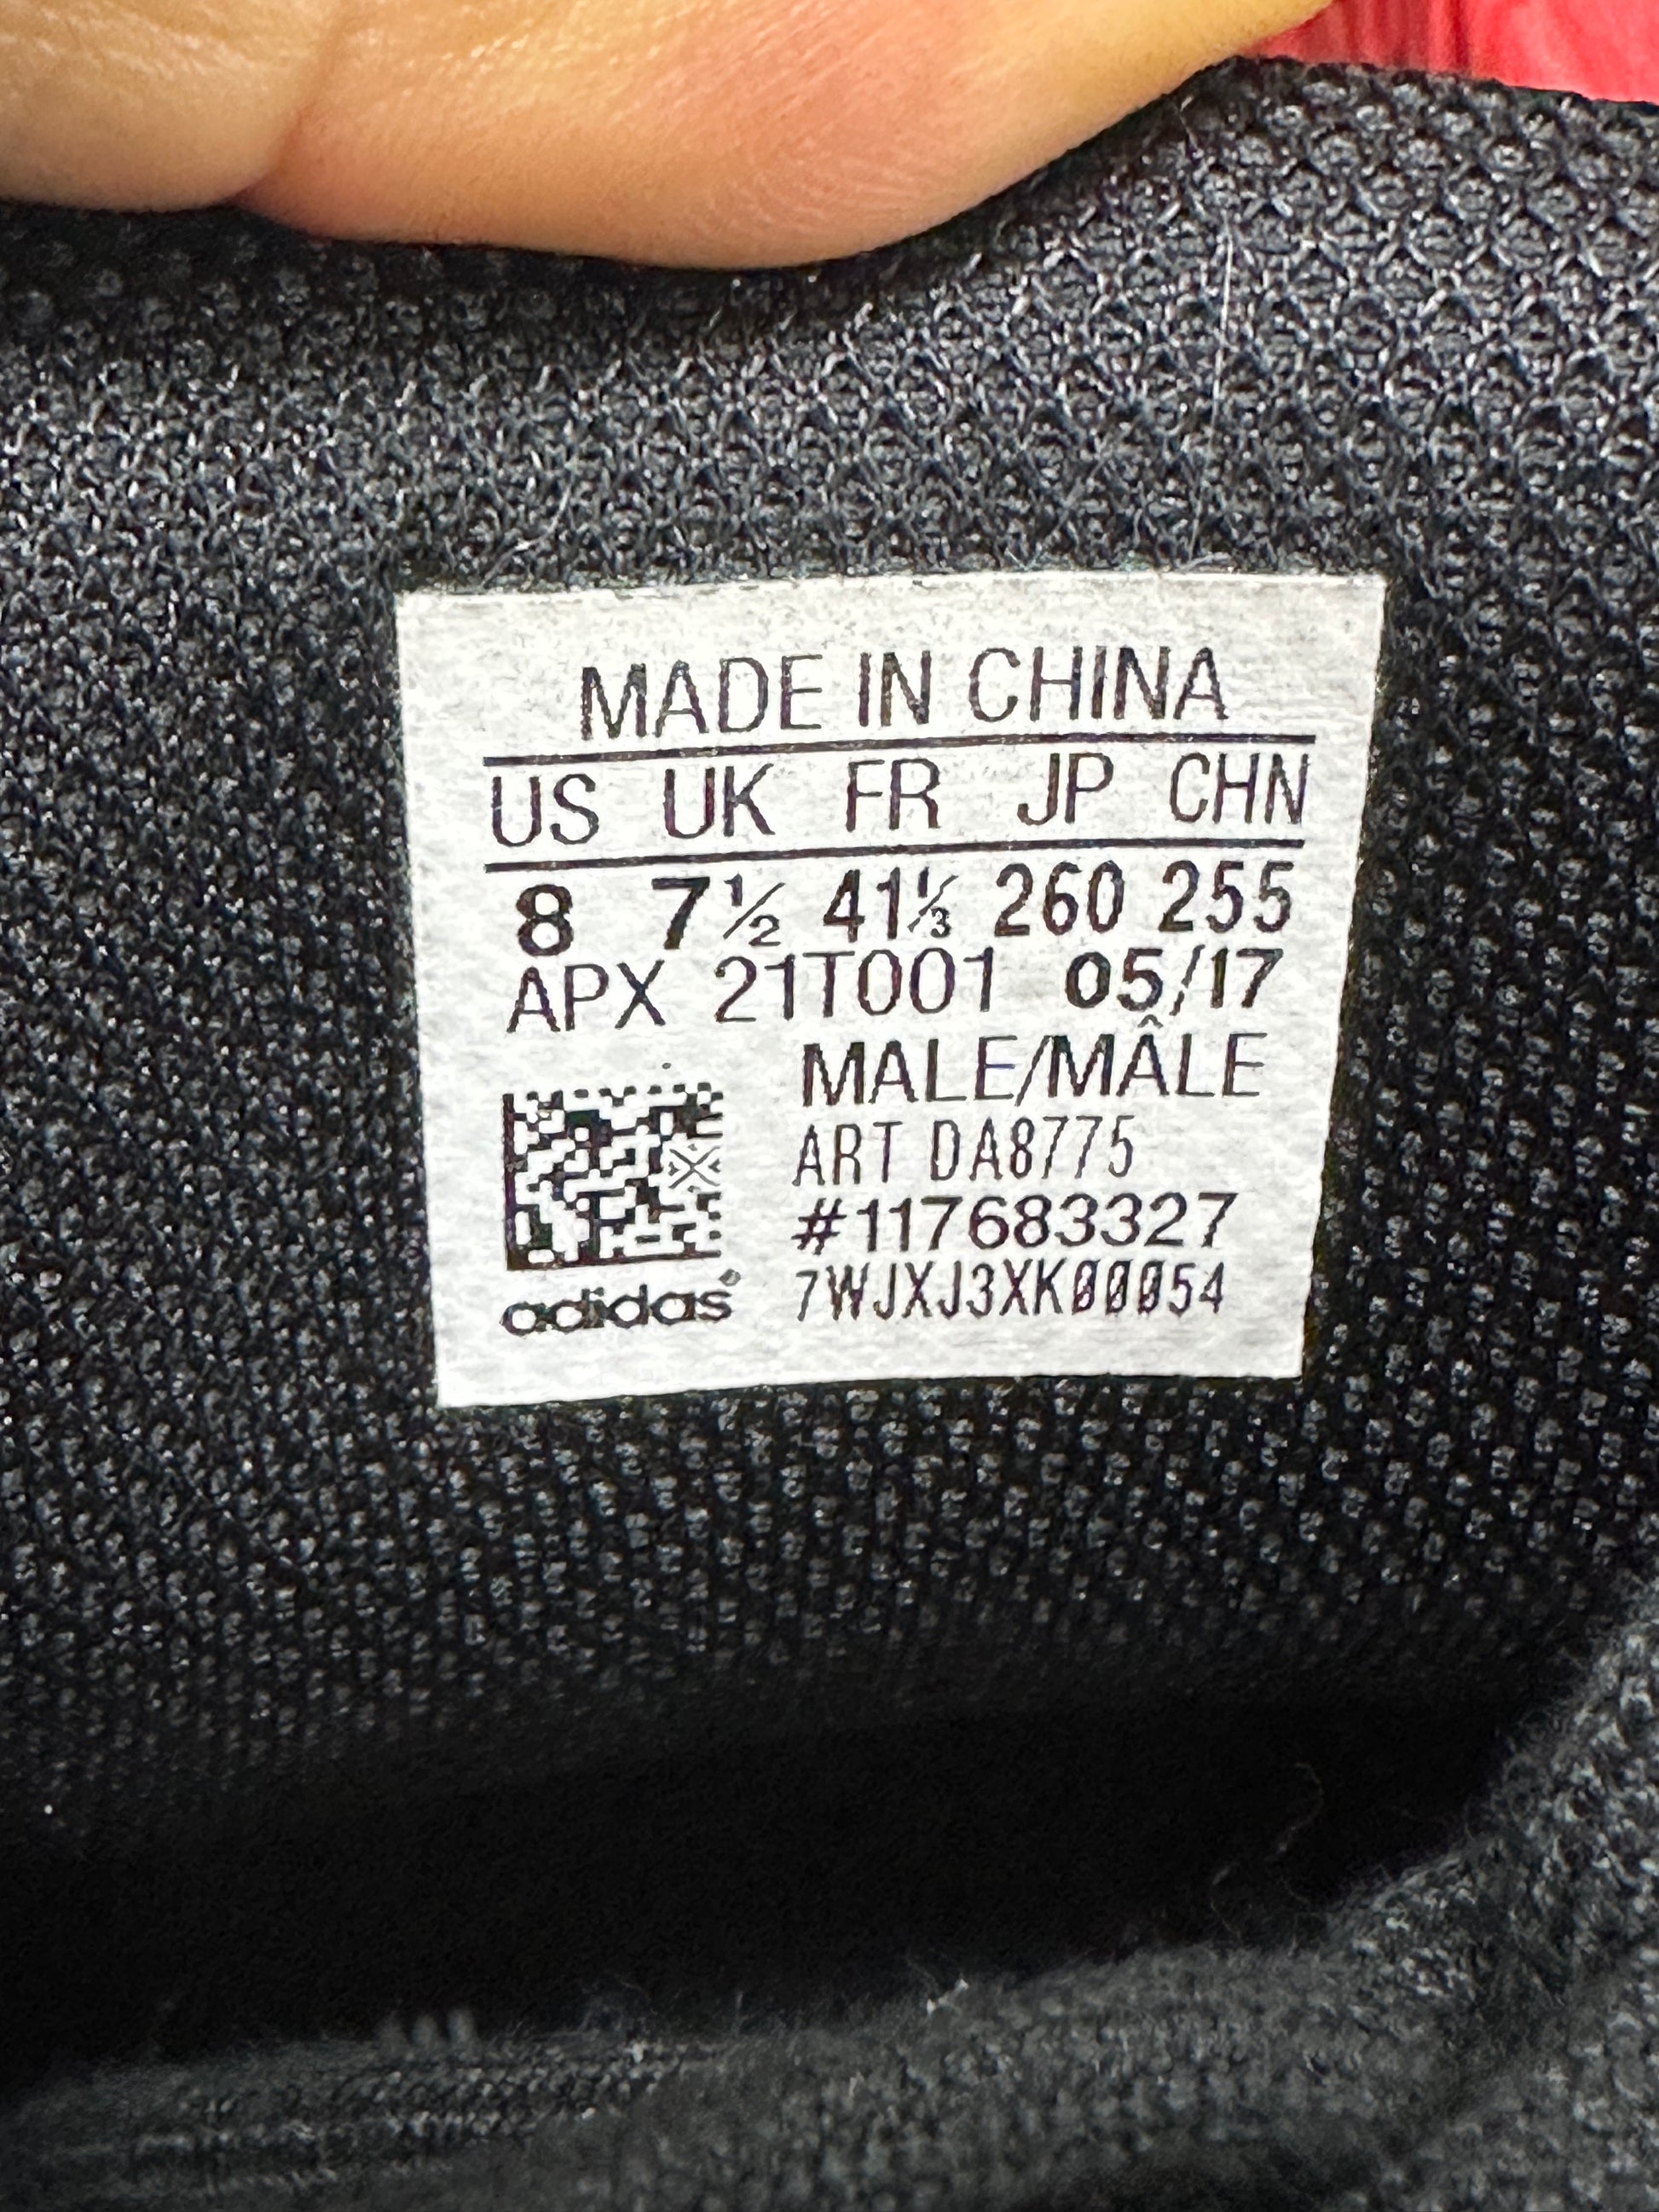 MADE IN CHINA
US UK FR JP CHN
8 7½ 41⅓ 260 255
APX 21T001 05/17
MALE/MÂLE
ART DA8775
#117683327
adidas® 7WJXJ3XK00054